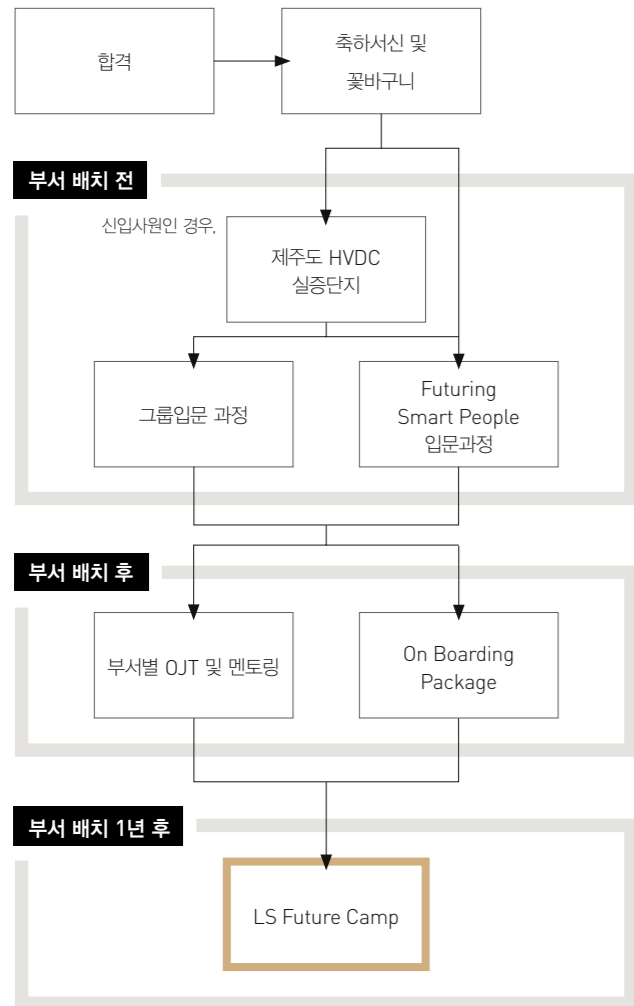 합격
축하서신 및
꽃바구니
부서 배치 전
신입사원인 경우,
제주도 HVDC
실증단지
그룹입문 과정
Futuring
Smart People
입문과정
부서 배치 후
부서별 OJT 및 멘토링
On Boarding
Package
부서 배치 1년 후
LS Future Camp